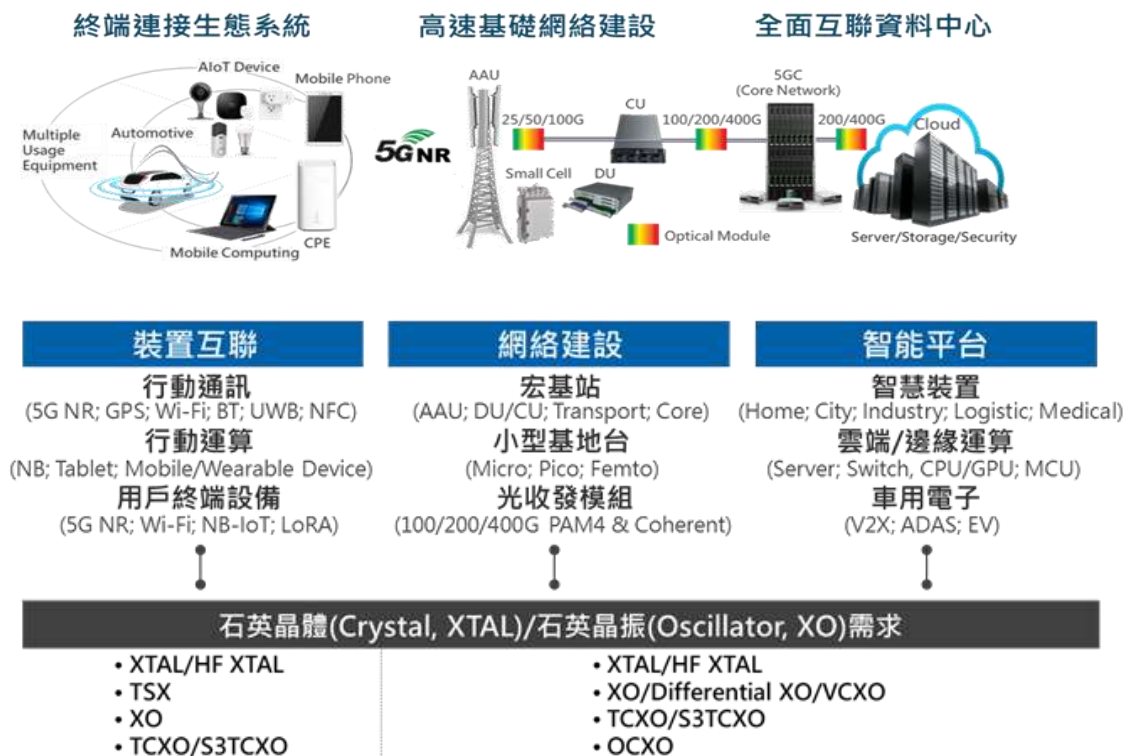 終端連接生態系統
高速基礎網絡建設
全面互聯資料中心
AIoT Device
Mobile Phone
Multiple
Usage
Equipment
Automotive
Mobile Computing
CPE
5G NR
AAU
25/50/100G
CU
100/200/400G
5GC
(Core Network)
200/400G
Cloud
Small Cell
DU
Optical Module
Server/Storage/Security
裝置互聯
行動通訊
(5G NR; GPS; Wi-Fi; BT; UWB; NFC)
行動運算
(NB; Tablet; Mobile/Wearable Device)
用戶終端設備
(5G NR; Wi-Fi; NB-IoT; LoRA)
網絡建設
宏基站
(AAU; DU/CU; Transport; Core)
小型基地台
(Micro; Pico; Femto)
光收發模組
(100/200/400G PAM4 & Coherent)
智能平台
智慧裝置
(Home; City; Industry; Logistic; Medical)
雲端/邊緣運算
(Server; Switch, CPU/GPU; MCU)
車用電子
(V2X; ADAS; EV)
石英晶體(Crystal, XTAL)/石英晶振(Oscillator, XO)需求
• XTAL/HF XTAL
• TSX
• XO
• TCXO/S3TCXO
• XTAL/HF XTAL
• XO/Differential XO/VCXO
• TCXO/S3TCXO
• OCXO